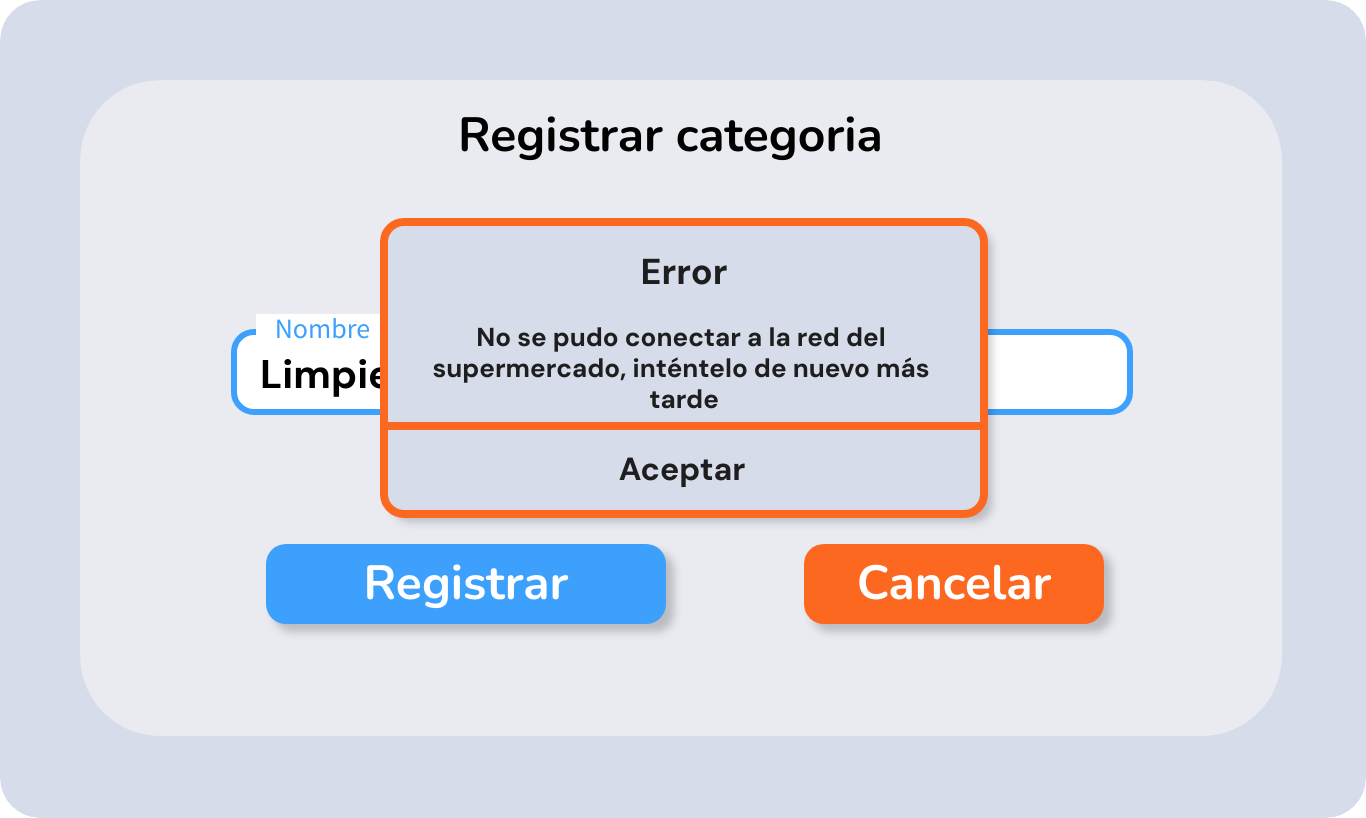 Registrar categoria
Error
No se pudo conectar a la red del
supermercado, inténtelo de nuevo más
tarde
Nombre
Aceptar
Registrar
Cancelar